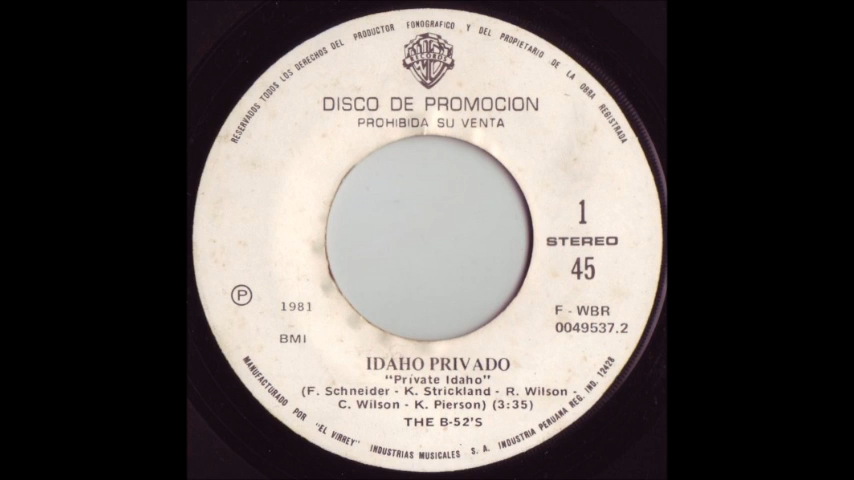 RESERVADOS TODOS LOS DERECHOS DEL PRODUCTOR FONOGRAFICO Y DEL PROPIETARIO DE LA OBRA REGISTRADA
RECORDS
DISCO DE PROMOCION
PROHIBIDA SU VENTA
1
STEREO
45
F - WBR
0049537.2
P 1981
BMI
IDAHO PRIVADO
"Private Idaho"
(F. Schneider - K. Strickland - R. Wilson -
C. Wilson - K. Pierson) (3:35)
THE B-52'S
MANUFACTURADO POR "EL VIRREY" INDUSTRIAS MUSICALES S. A. INDUSTRIA PERUANA REG. IND. 12428